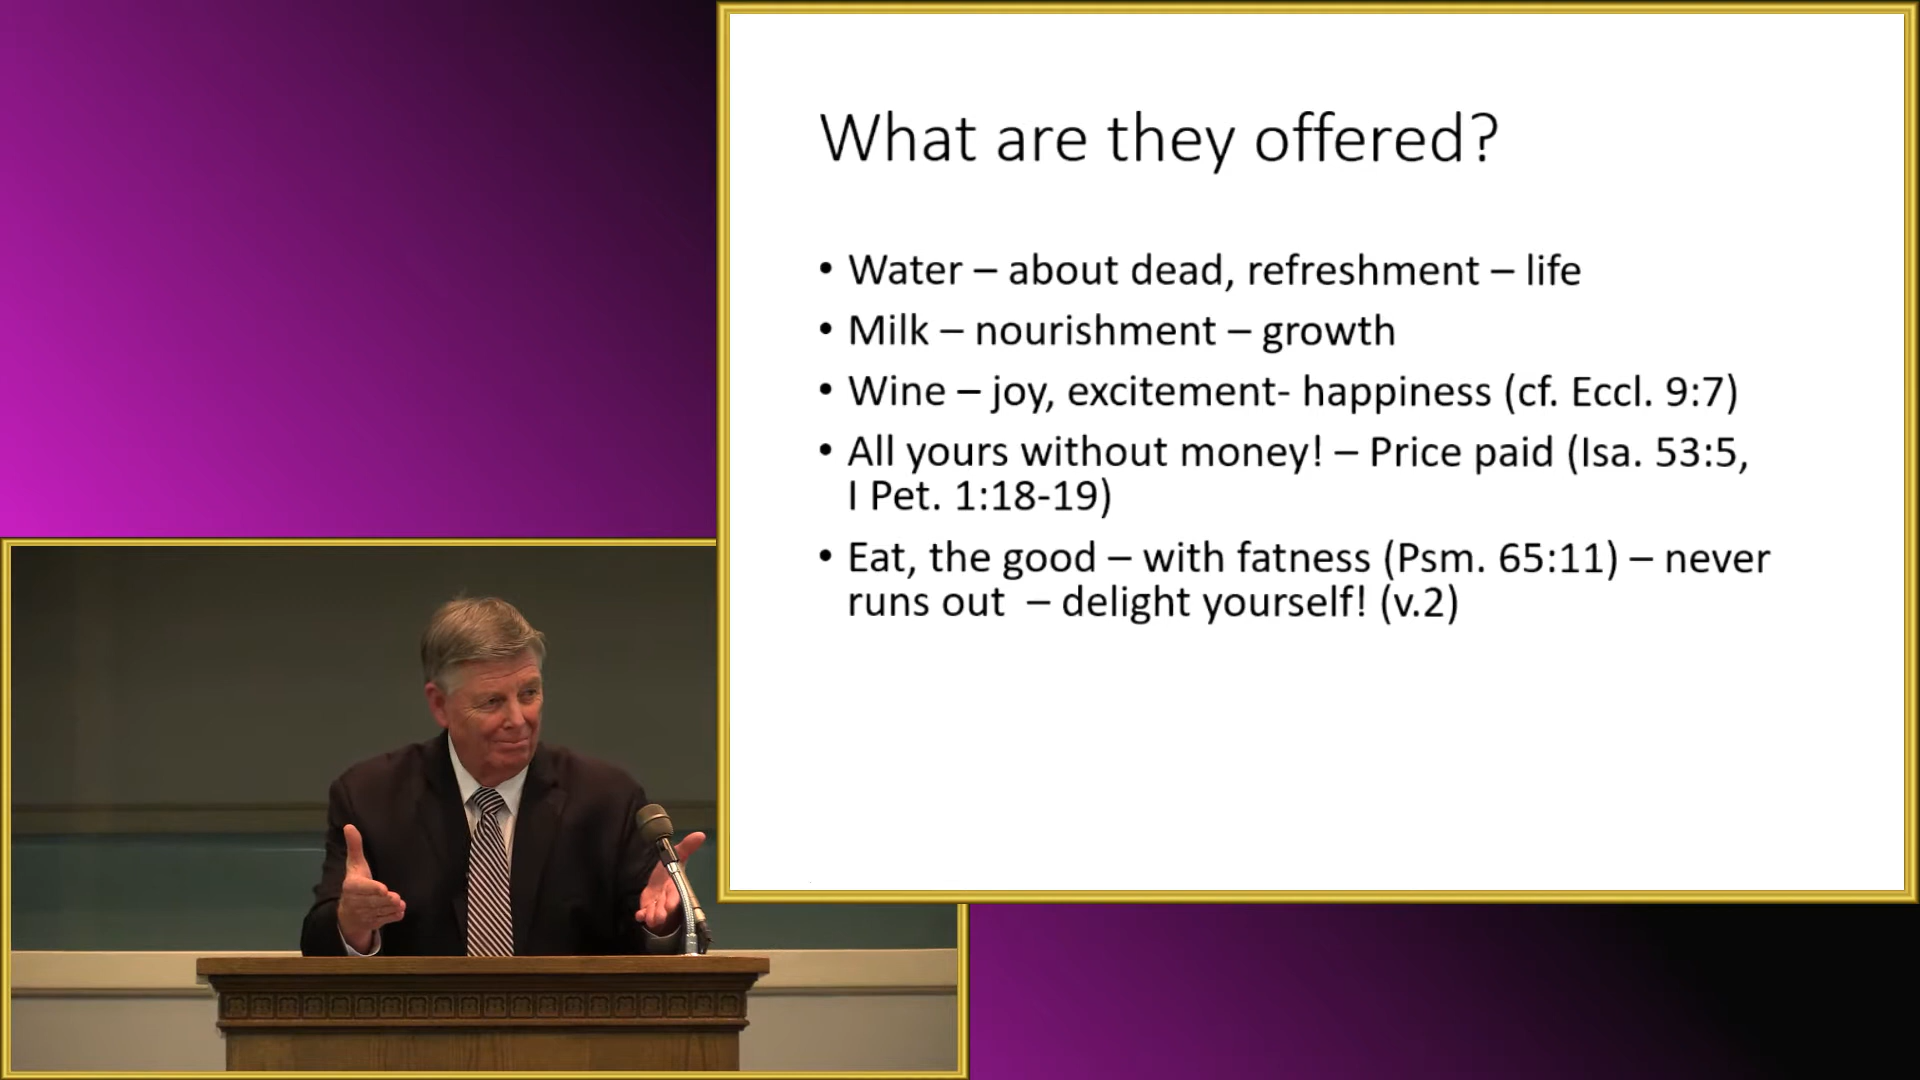 What are they offered?
• Water – about dead, refreshment – life
• Milk – nourishment – growth
• Wine – joy, excitement- happiness (cf. Eccl. 9:7)
• All yours without money! – Price paid (Isa. 53:5,
I Pet. 1:18-19)
• Eat, the good – with fatness (Psm. 65:11) – never
runs out  – delight yourself! (v.2)